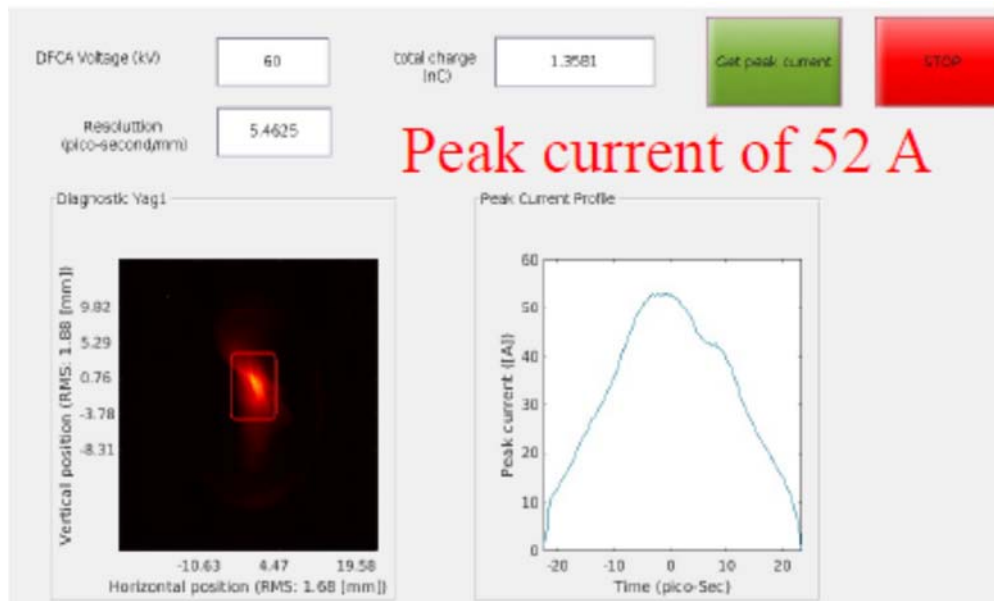 DFCA Voltage (kV)
60
total charge
(nC)
1.3581
Get peak current
STOP
Resoluttion
(pico-second/mm)
5.4625
Peak current of 52 A
Diagnostic Yag1
Vertical position (RMS: 1.88 [mm])
9.82
5.29
0.76
-3.78
-8.31
-10.63 4.47 19.58
Horizontal position (RMS: 1.68 [mm])
Peak Current Profile
Peak current ([A])
60
50
40
30
20
10
0
-20 -10 0 10 20
Time (pico-Sec)